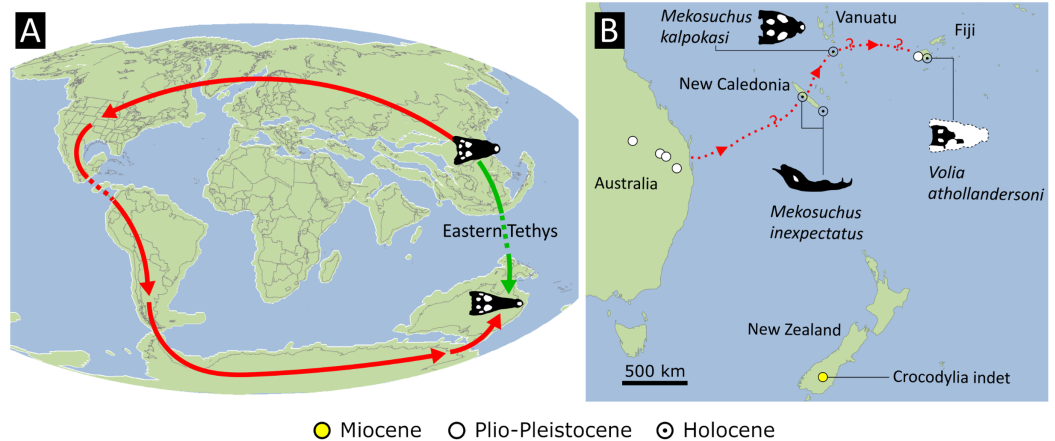 A
Eastern Tethys
B
Mekosuchus
kalpokasi
Vanuatu
Fiji
?
?
New Caledonia
?
Australia
Volia
athollandersoni
Mekosuchus
inexpectatus
New Zealand
500 km
Crocodylia indet
Miocene
Plio-Pleistocene
Holocene